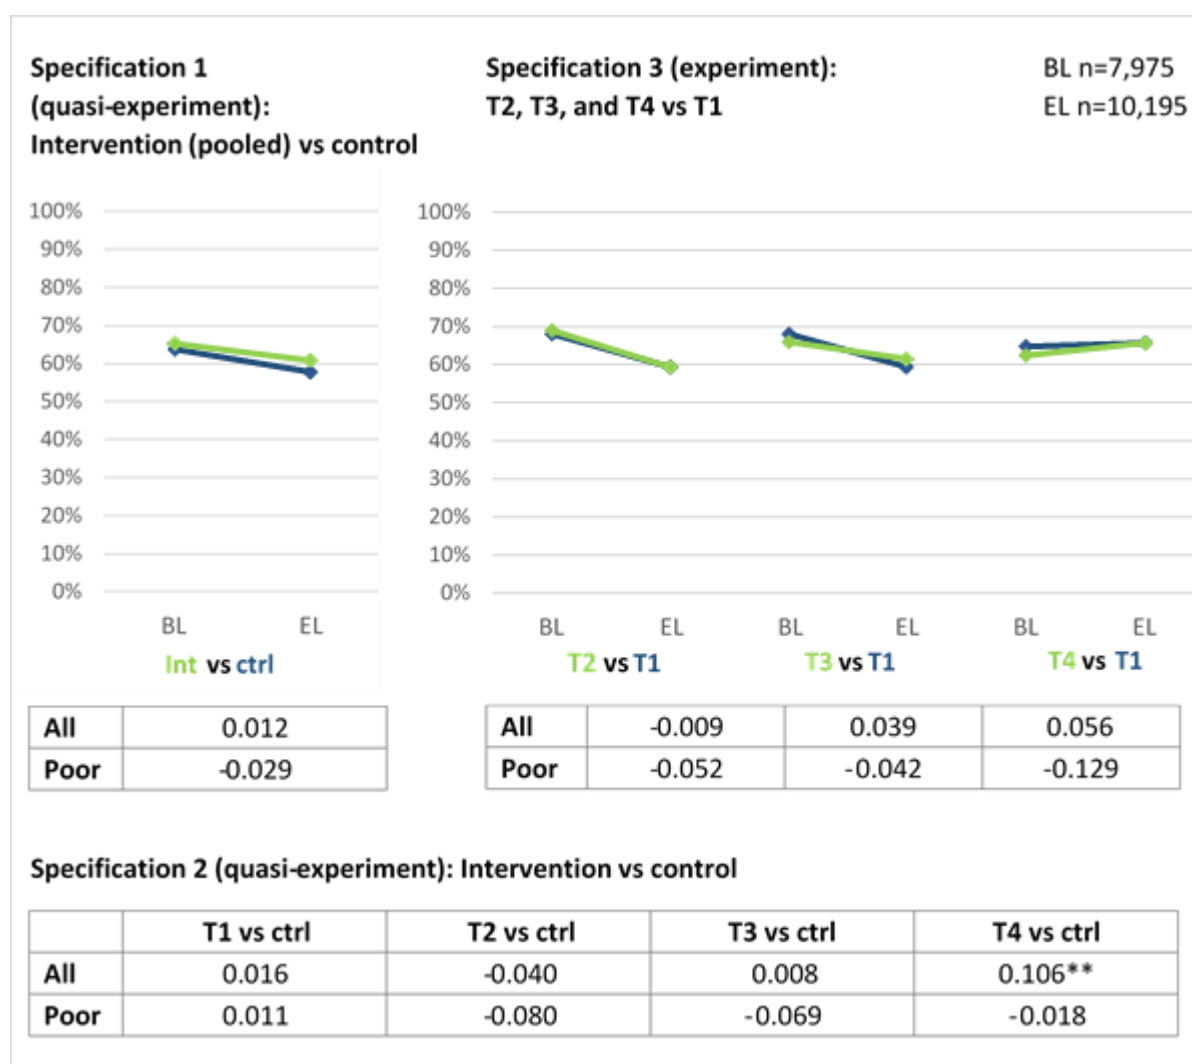 Specification 1
(quasi-experiment):
Intervention (pooled) vs control
Specification 3 (experiment):
T2, T3, and T4 vs T1
BL n=7,975
EL n=10,195
100%
90%
80%
70%
60%
50%
40%
30%
20%
10%
0%
BL EL
Int vs ctrl
100%
90%
80%
70%
60%
50%
40%
30%
20%
10%
0%
BL EL BL EL BL EL
T2 vs T1 T3 vs T1 T4 vs T1
All 0.012
Poor -0.029
All -0.009 0.039 0.056
Poor -0.052 -0.042 -0.129
Specification 2 (quasi-experiment): Intervention vs control
T1 vs ctrl T2 vs ctrl T3 vs ctrl T4 vs ctrl
All 0.016 -0.040 0.008 0.106**
Poor 0.011 -0.080 -0.069 -0.018